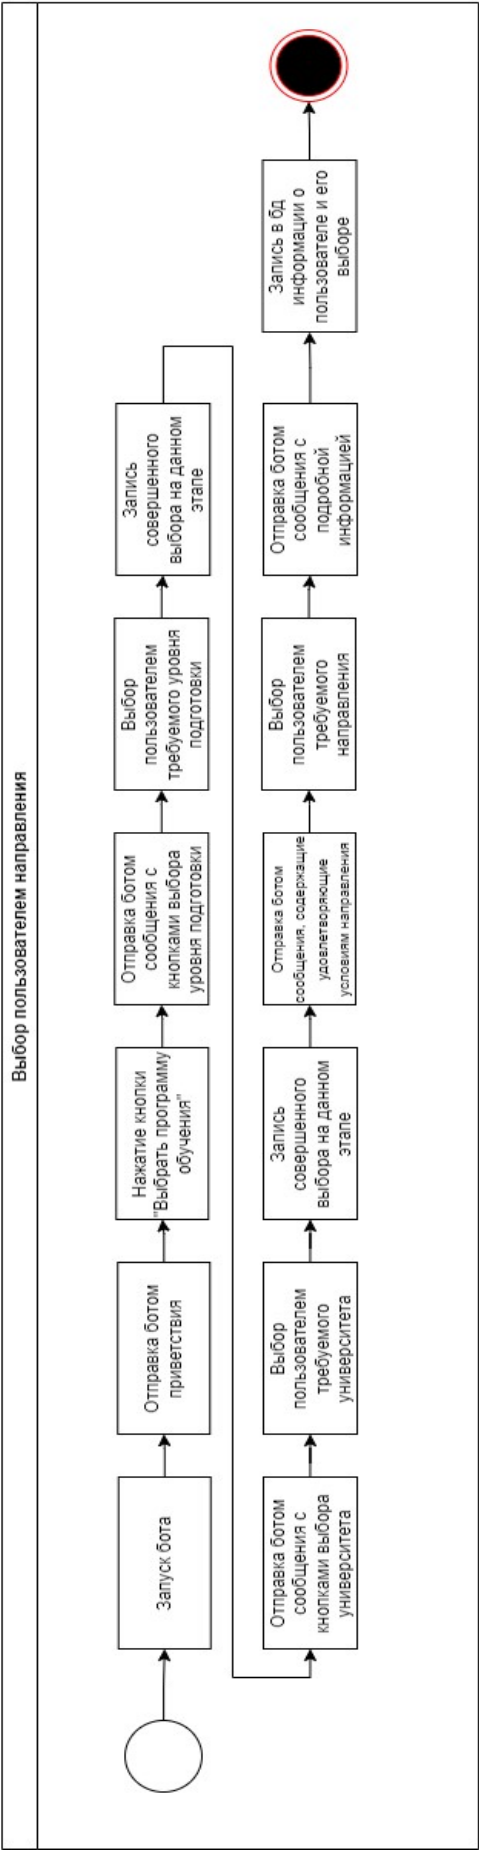 Выбор пользователем направления
Запуск бота
Отправка ботом
приветствия
Нажатие кнопки
"Выбрать программу
обучения"
Отправка ботом
сообщения с
кнопками выбора
уровня подготовки
Выбор
пользователем
требуемого уровня
подготовки
Запись
совершенного
выбора на данном
этапе
Отправка ботом
сообщения с
кнопками выбора
университета
Выбор
пользователем
требуемого
университета
Запись
совершенного
выбора на данном
этапе
Отправка ботом
сообщения, содержащие
удовлетворяющие
условиям направления
Выбор
пользователем
требуемого
направления
Отправка ботом
сообщения с
подробной
информацией
Запись в бд
информации о
пользователе и его
выборе